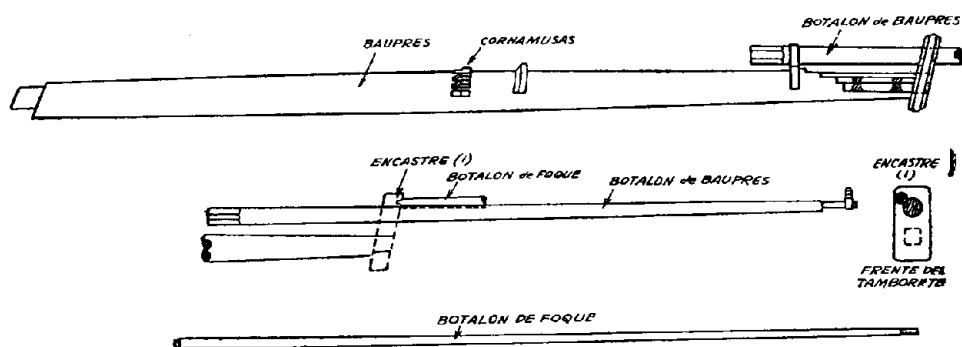 BOTALON de BAUPRES
BAUPRES
CORNAMUSAS
ENCASTRE (1)
BOTALON de FOQUE
BOTALON de BAUPRES
ENCASTRE
(1)
FRENTE DEL
TAMBORETE
BOTALON DE FOQUE